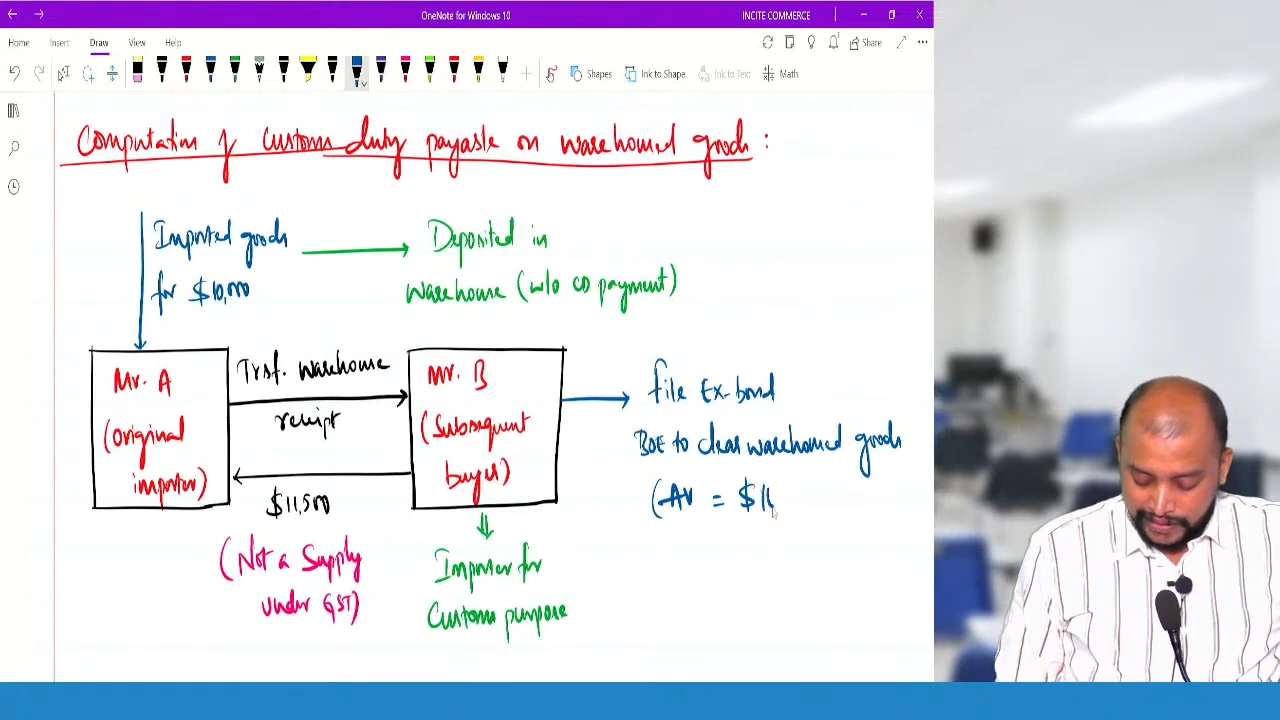 OneNote for Windows 10
INCITE COMMERCE
Home Insert Draw View Help
Share
Shapes Ink to Shape Ink to Text Math
Computation of Custom duty payable on warehoused goods :
Imported goods
for $10,000
Deposited in
Warehouse (w/o CD payment)
Mr. A
(Original
importer)
Trsf. warehouse
receipt
$11,500
(Not a Supply
under GST)
Mr. B
(Subsequent
buyer)
Importer for
Custom purpose
File Ex-bond
BOE to clear warehoused goods
(AV = $